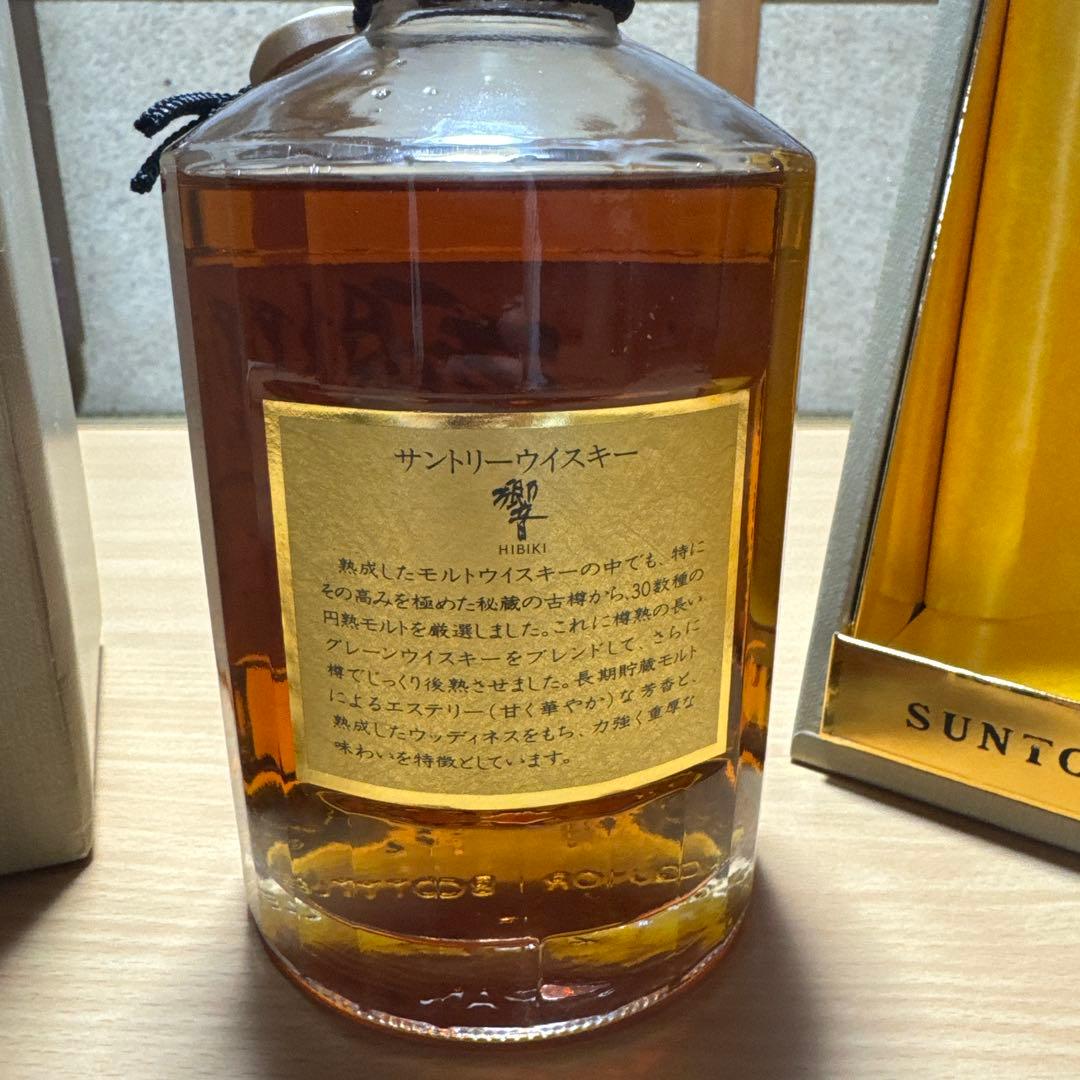 サントリーウイスキー
響
HIBIKI
熟成したモルトウイスキーの中でも、特に
その高みを極めた秘蔵の古樽から、30数種の
円熟モルトを厳選しました。これに樽熟の長い
グレーンウイスキーをブレンドして、さらに
樽でじっくり後熟させました。長期貯蔵モルト
によるエステリー(甘く華やか)な芳香と、
熟成したウッディネスをもち、力強く重厚な
味わいを特徴としています。
SUNTO